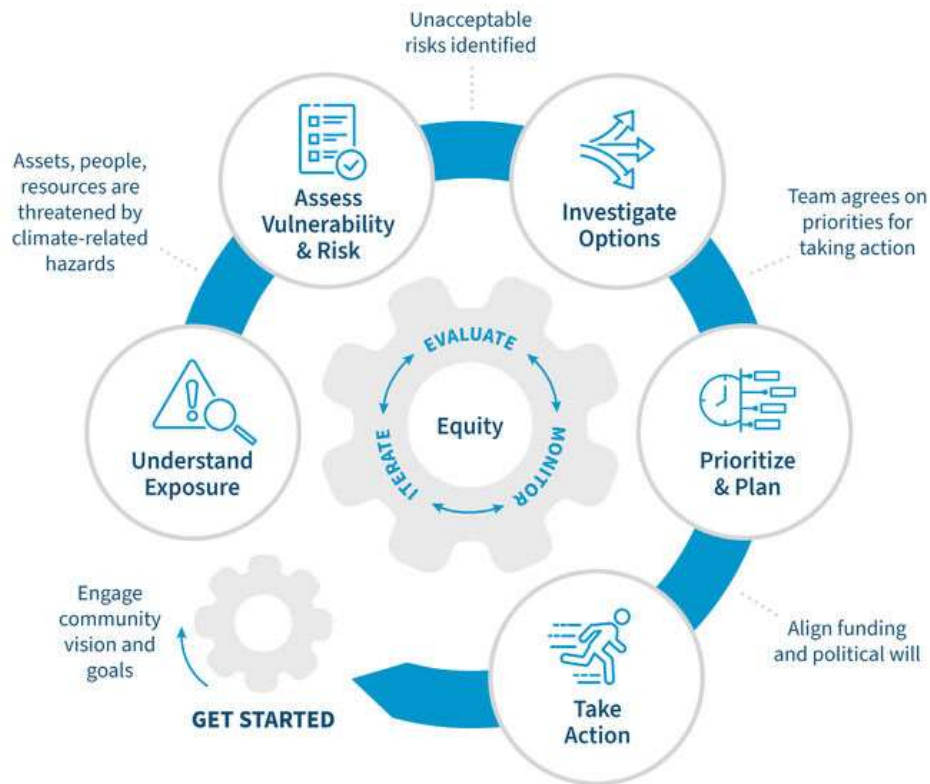 Unacceptable
risks identified
Assets, people,
resources are
threatened by
climate-related
hazards
Assess
Vulnerability
& Risk
Investigate
Options
Team agrees on
priorities for
taking action
Understand
Exposure
EVALUATE
MONITOR
ITERATE
Equity
Prioritize
& Plan
Engage
community
vision and
goals
GET STARTED
Take
Action
Align funding
and political will